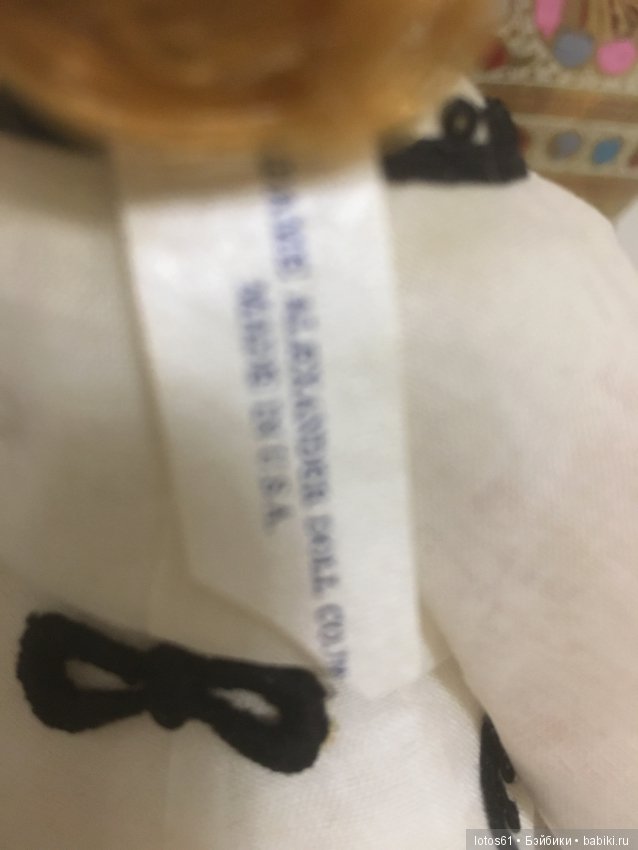 ALEXANDER DOLL CO.
MADE IN U.S.A.
lotos61 • Бэйбики • babiki.ru